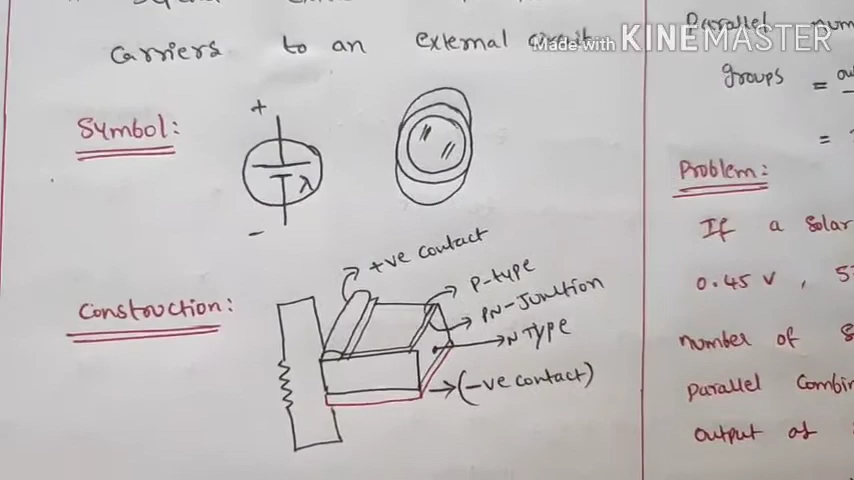 carriers to an external circuit
Made with KINEMASTER
Symbol:
+
λ
-
Construction:
+ve contact
P-type
PN-Junction
N Type
(-ve contact)
Parallel
groups =
=
Problem:
If a Solar
0.45 V,
number of
parallel
output of